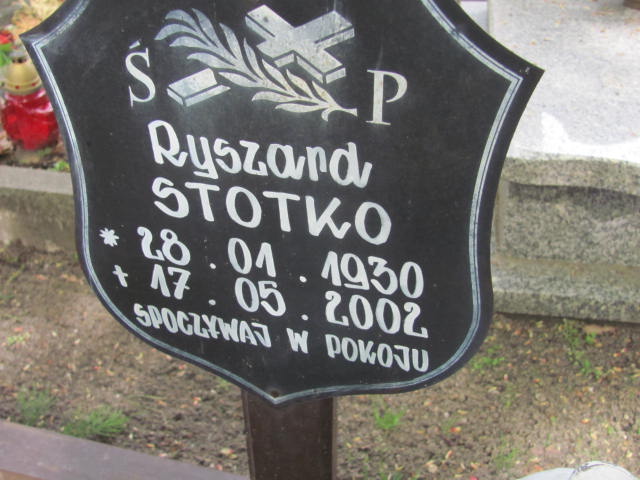 Ś P
Ryszard
STOTKO
* 28 . 01 . 1930
† 17 . 05 . 2002
SPOCZYWAJ W POKOJU